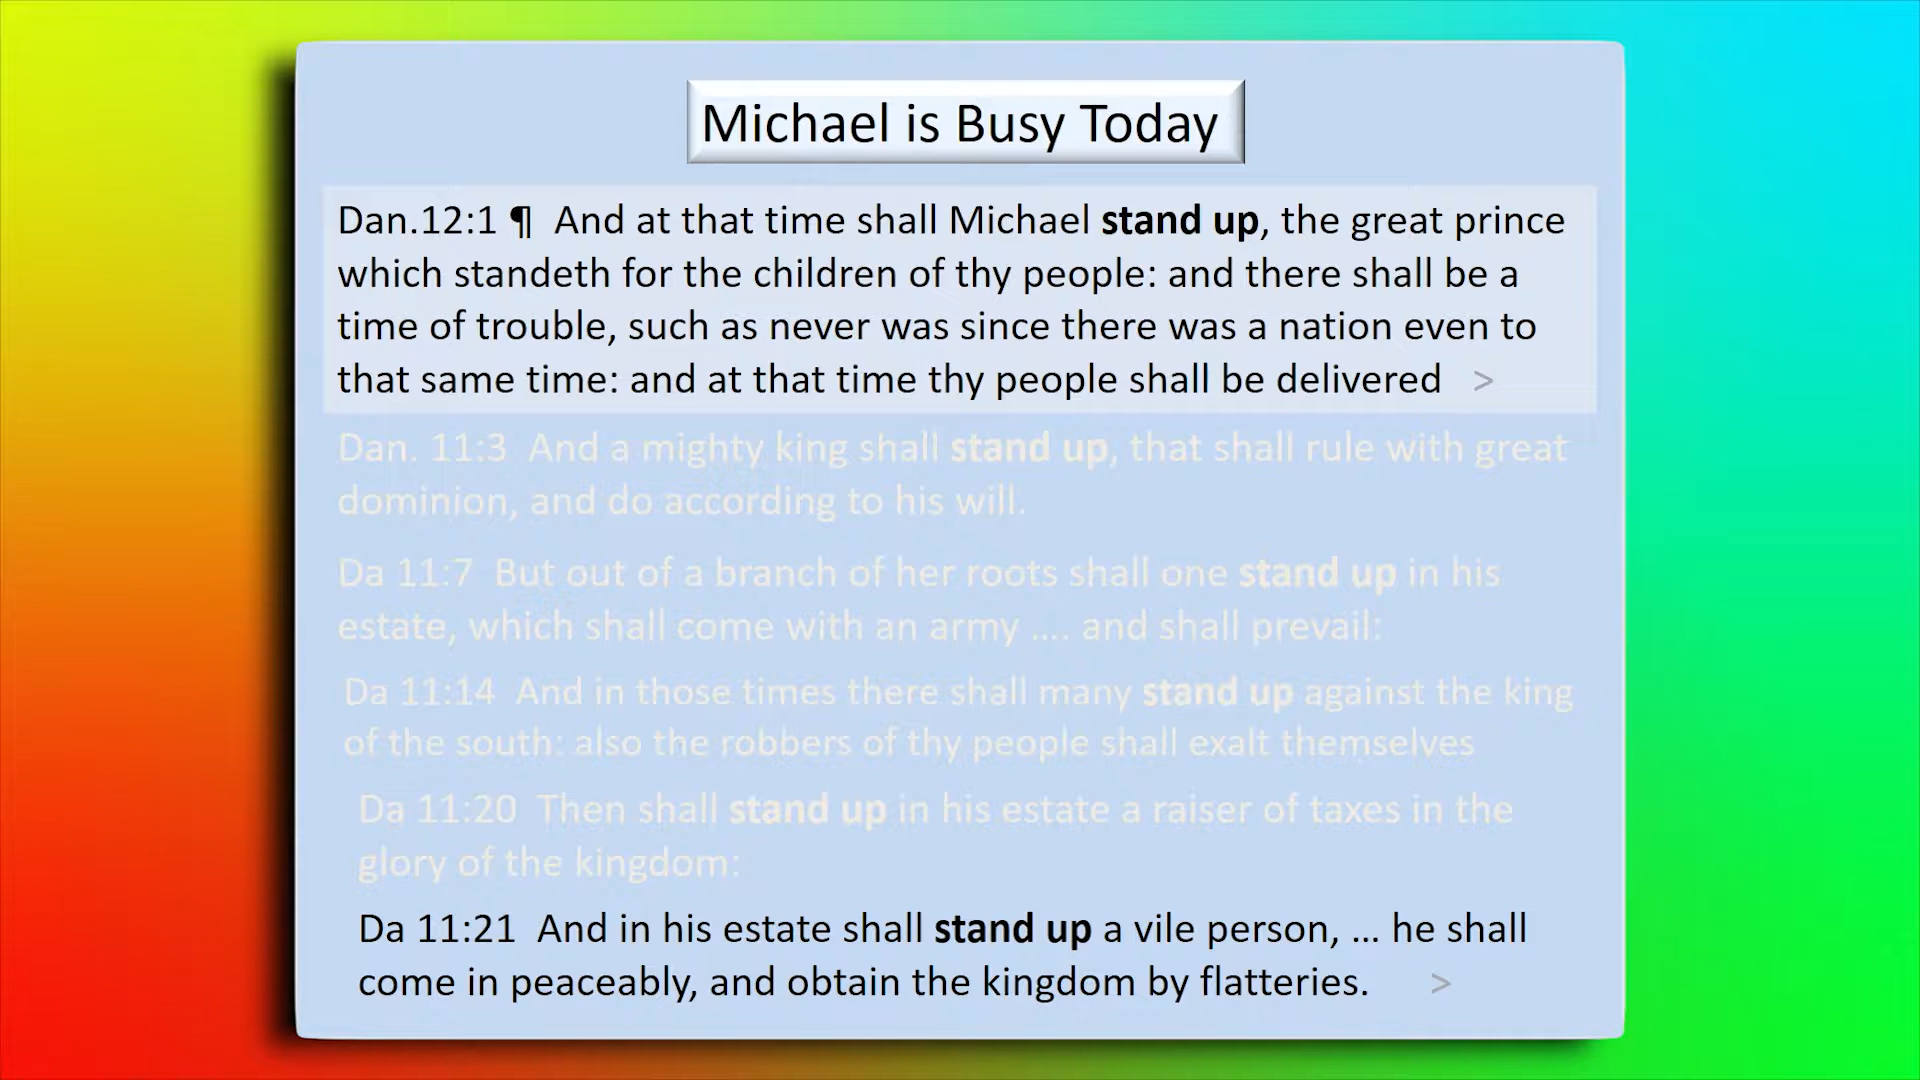 Michael is Busy Today
Dan.12:1 ¶ And at that time shall Michael stand up, the great prince
which standeth for the children of thy people: and there shall be a
time of trouble, such as never was since there was a nation even to
that same time: and at that time thy people shall be delivered >
Dan. 11:3 And a mighty king shall stand up, that shall rule with great
dominion, and do according to his will.
Da 11:7 But out of a branch of her roots shall one stand up in his
estate, which shall come with an army .... and shall prevail:
Da 11:14 And in those times there shall many stand up against the king
of the south: also the robbers of thy people shall exalt themselves
Da 11:20 Then shall stand up in his estate a raiser of taxes in the
glory of the kingdom:
Da 11:21 And in his estate shall stand up a vile person, ... he shall
come in peaceably, and obtain the kingdom by flatteries. >